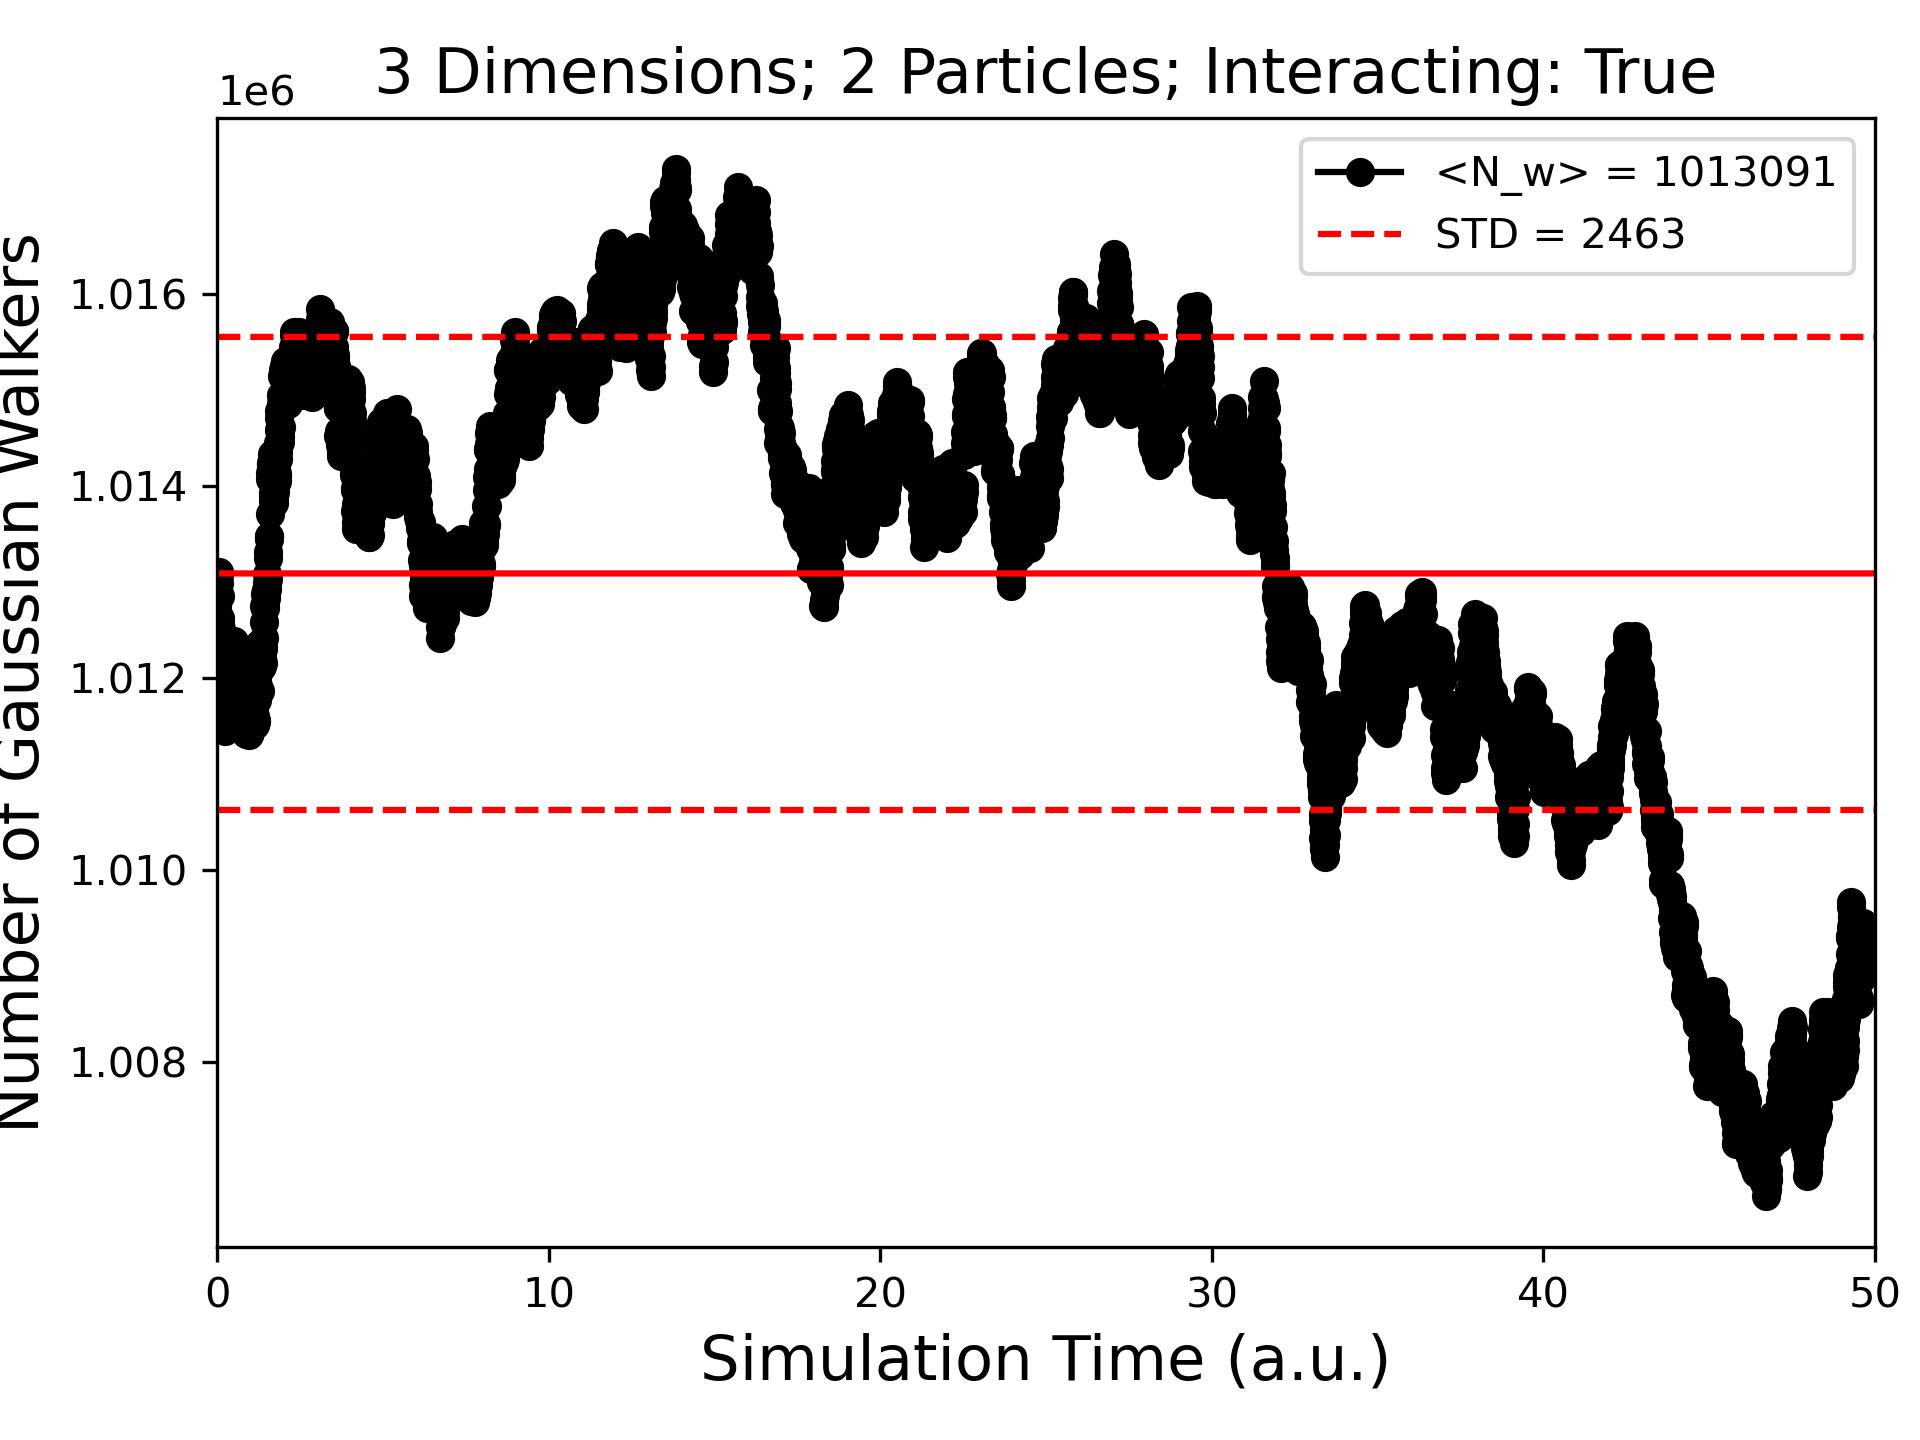 3 Dimensions; 2 Particles; Interacting: True
1e6
<N_w> = 1013091
STD = 2463
Number of Gaussian Walkers
1.016
1.014
1.012
1.010
1.008
0 10 20 30 40 50
Simulation Time (a.u.)